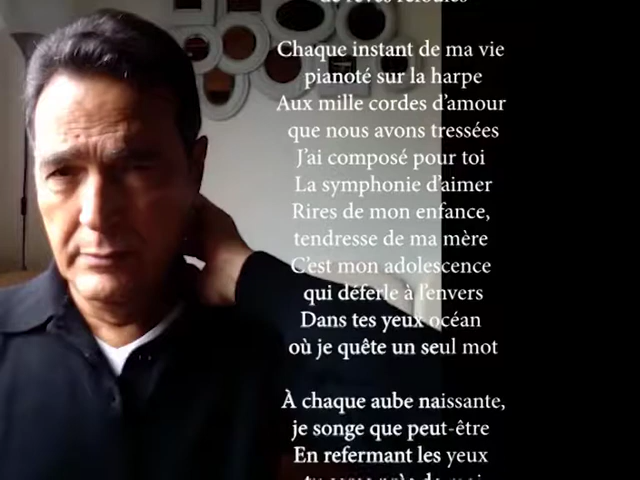 de rêves refoulés
Chaque instant de ma vie
pianoté sur la harpe
Aux mille cordes d'amour
que nous avons tressées
J'ai composé pour toi
La symphonie d'aimer
Rires de mon enfance,
tendresse de ma mère
C'est mon adolescence
qui déferle à l'envers
Dans tes yeux océan
où je quête un seul mot
À chaque aube naissante,
je songe que peut-être
En refermant les yeux